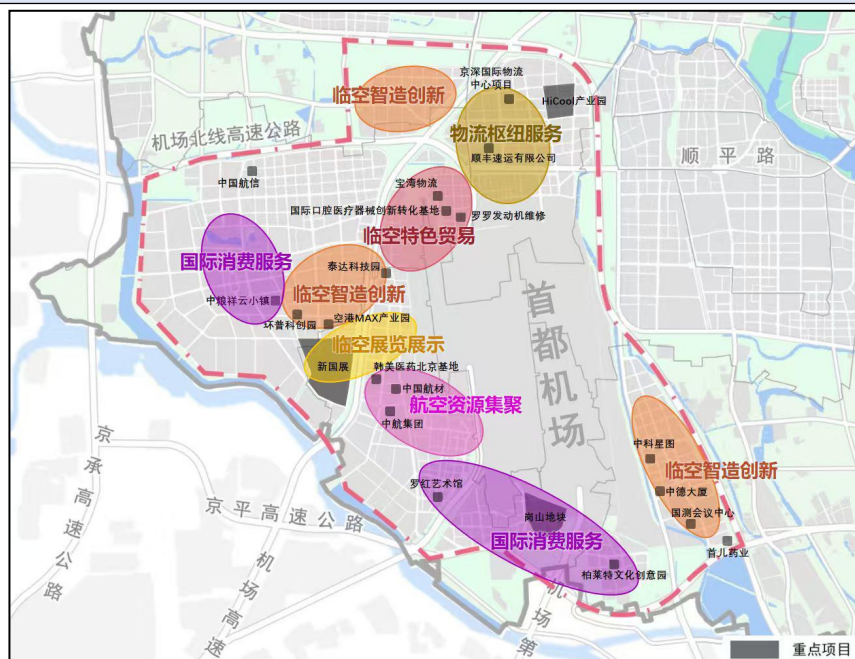 京深国际物流
中心项目
HiCool产业园
临空智造创新
机场北线高速公路
物流枢纽服务
顺丰速运有限公司
顺平路
中国航信
宝湾物流
国际口腔医疗器械创新转化基地
罗罗发动机维修
临空特色贸易
国际消费服务
泰达科技园
临空智造创新
中粮祥云小镇
环普科创园
空港MAX产业园
首都机场
临空展览展示
新国展
韩美医药北京基地
中国航材
航空资源集聚
中航集团
京承高速公路
中科星图
临空智造创新
罗红艺术馆
中德大厦
京平高速公路
岗山地块
国测会议中心
国际消费服务
首儿药业
机场高速
柏莱特文化创意园
机场第
重点项目